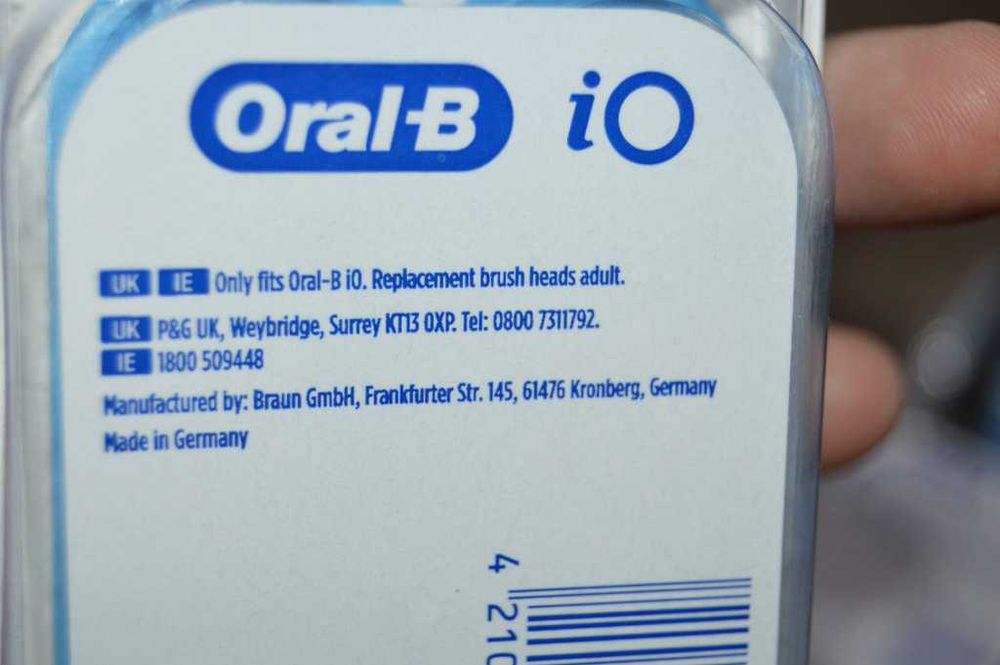 Oral-B iO
UK IE Only fits Oral-B iO. Replacement brush heads adult.
UK P&G UK, Weybridge, Surrey KT13 0XP. Tel: 0800 7311792.
IE 1800 509448
Manufactured by: Braun GmbH, Frankfurter Str. 145, 61476 Kronberg, Germany
Made in Germany
4 210